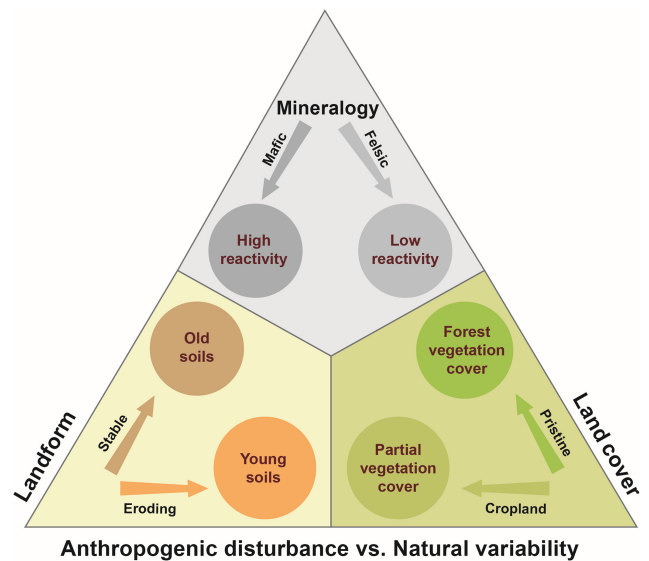 Mineralogy
Mafic
Felsic
High
reactivity
Low
reactivity
Old
soils
Forest
vegetation
cover
Landform
Stable
Young
soils
Eroding
Partial
vegetation
cover
Pristine
Cropland
Land cover
Anthropogenic disturbance vs. Natural variability